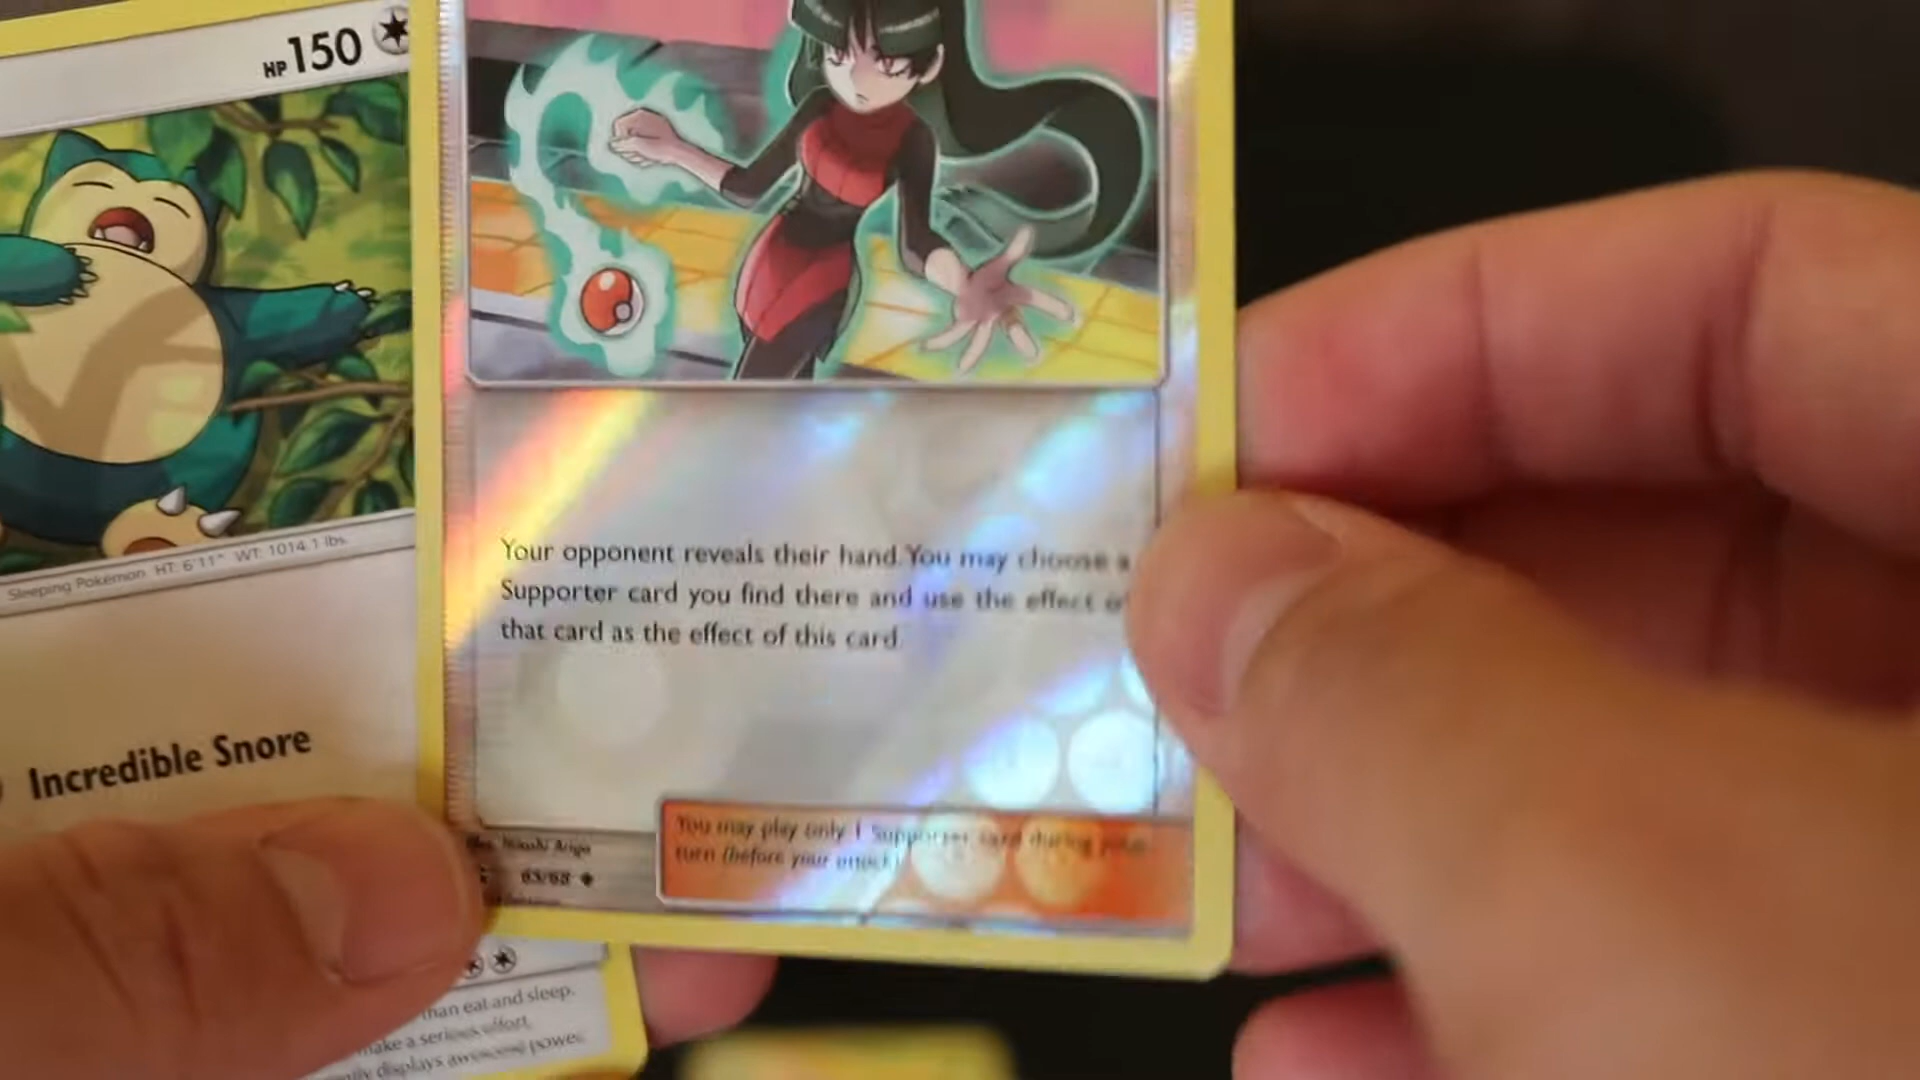 HP 150
Sleeping Pokémon HT: 6'11" WT: 1014.1 lbs.
Incredible Snore
than eat and sleep.
make a serious effort,
displays awesome power.
Your opponent reveals their hand. You may choose a
Supporter card you find there and use the effect of
that card as the effect of this card.
You may play only 1 Supporter card during your
turn (before your attack).
63/68